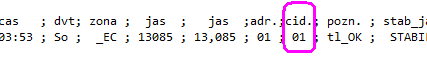 cas ; dvt; zona ; jas ; jas ;adr.;cid.; pozn. ; stab_ja
03:53 ; So ; _EC ; 13085 ; 13,085 ; 01 ; 01 ; tl_OK ; STABI